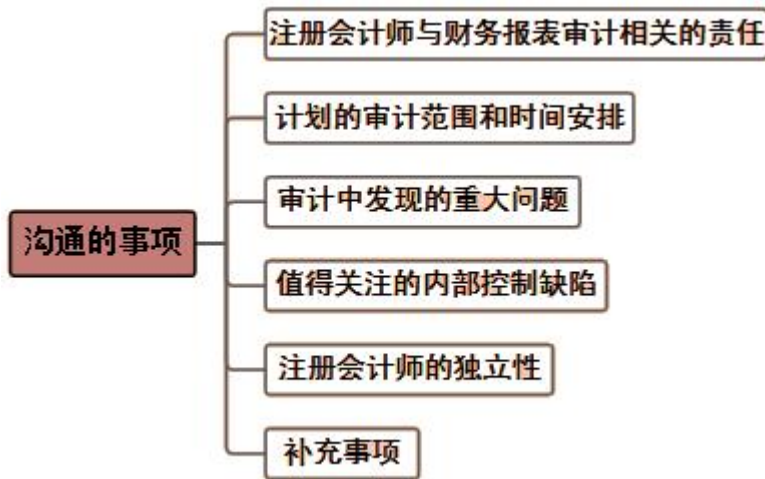 注册会计师与财务报表审计相关的责任
计划的审计范围和时间安排
审计中发现的重大问题
沟通的事项
值得关注的内部控制缺陷
注册会计师的独立性
补充事项